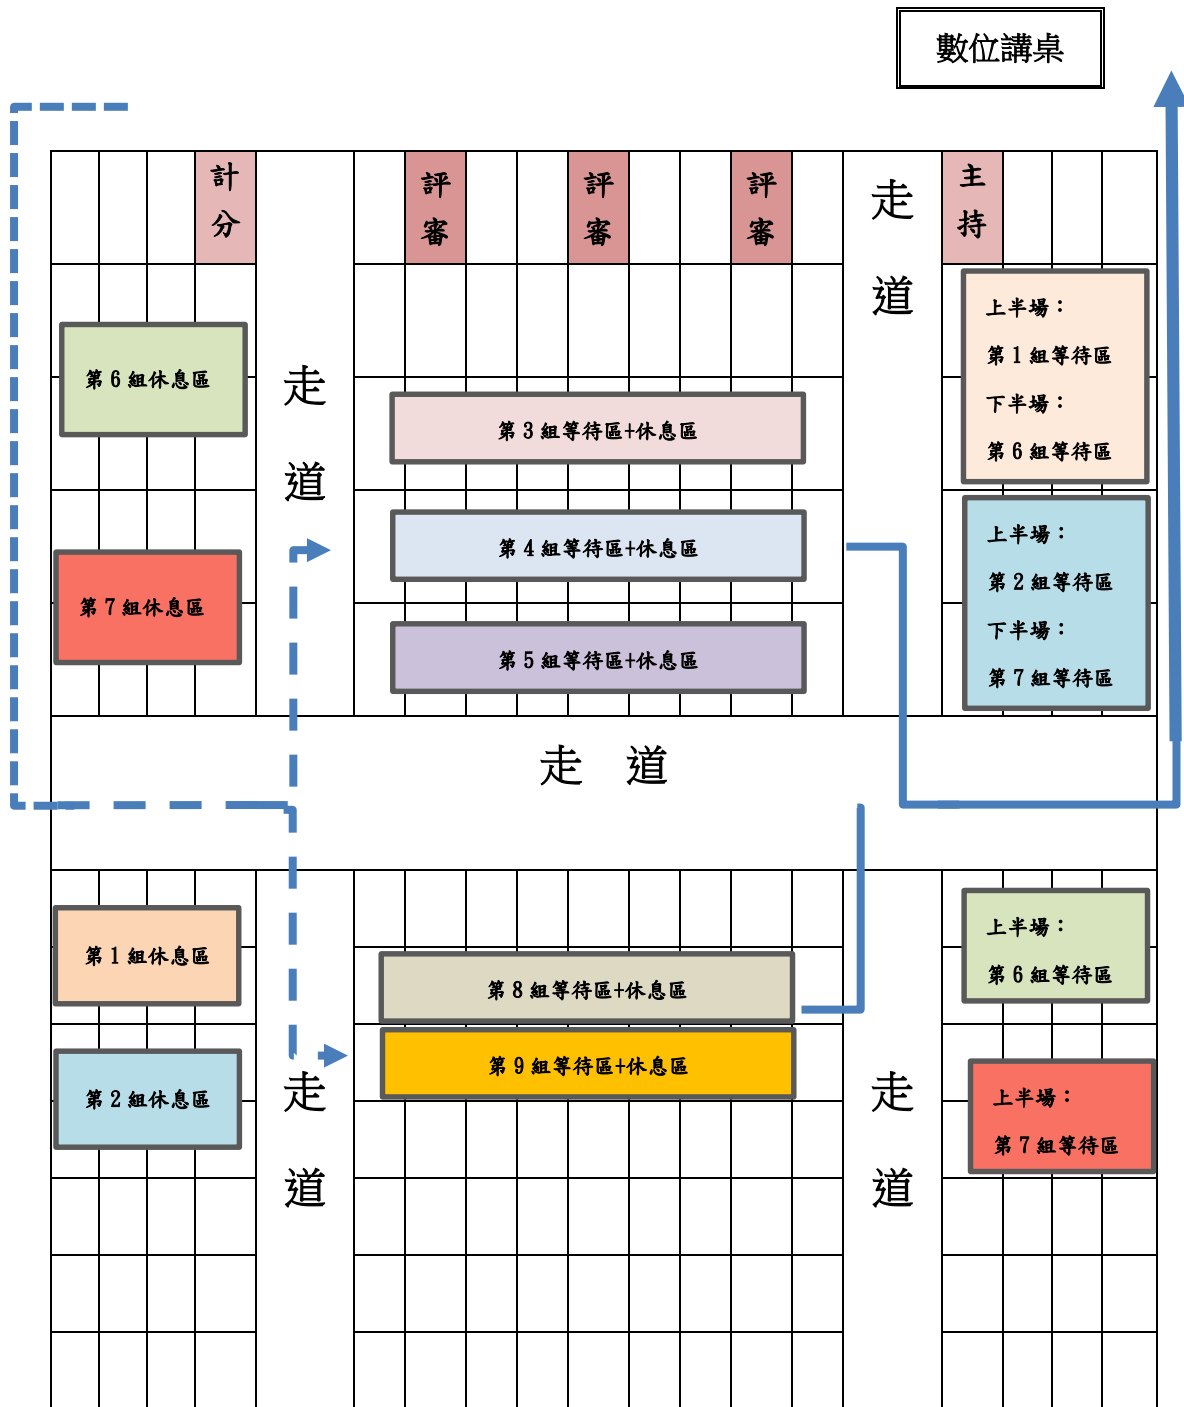 數位講桌
計分
評審
評審
評審
走道
主持
上半場：
第 1 組等待區
下半場：
第 6 組等待區
第 6 組休息區
走道
第 3 組等待區+休息區
第 4 組等待區+休息區
上半場：
第 2 組等待區
下半場：
第 7 組等待區
第 7 組休息區
第 5 組等待區+休息區
走 道
第 1 組休息區
上半場：
第 6 組等待區
第 8 組等待區+休息區
第 9 組等待區+休息區
第 2 組休息區
走道
走道
上半場：
第 7 組等待區